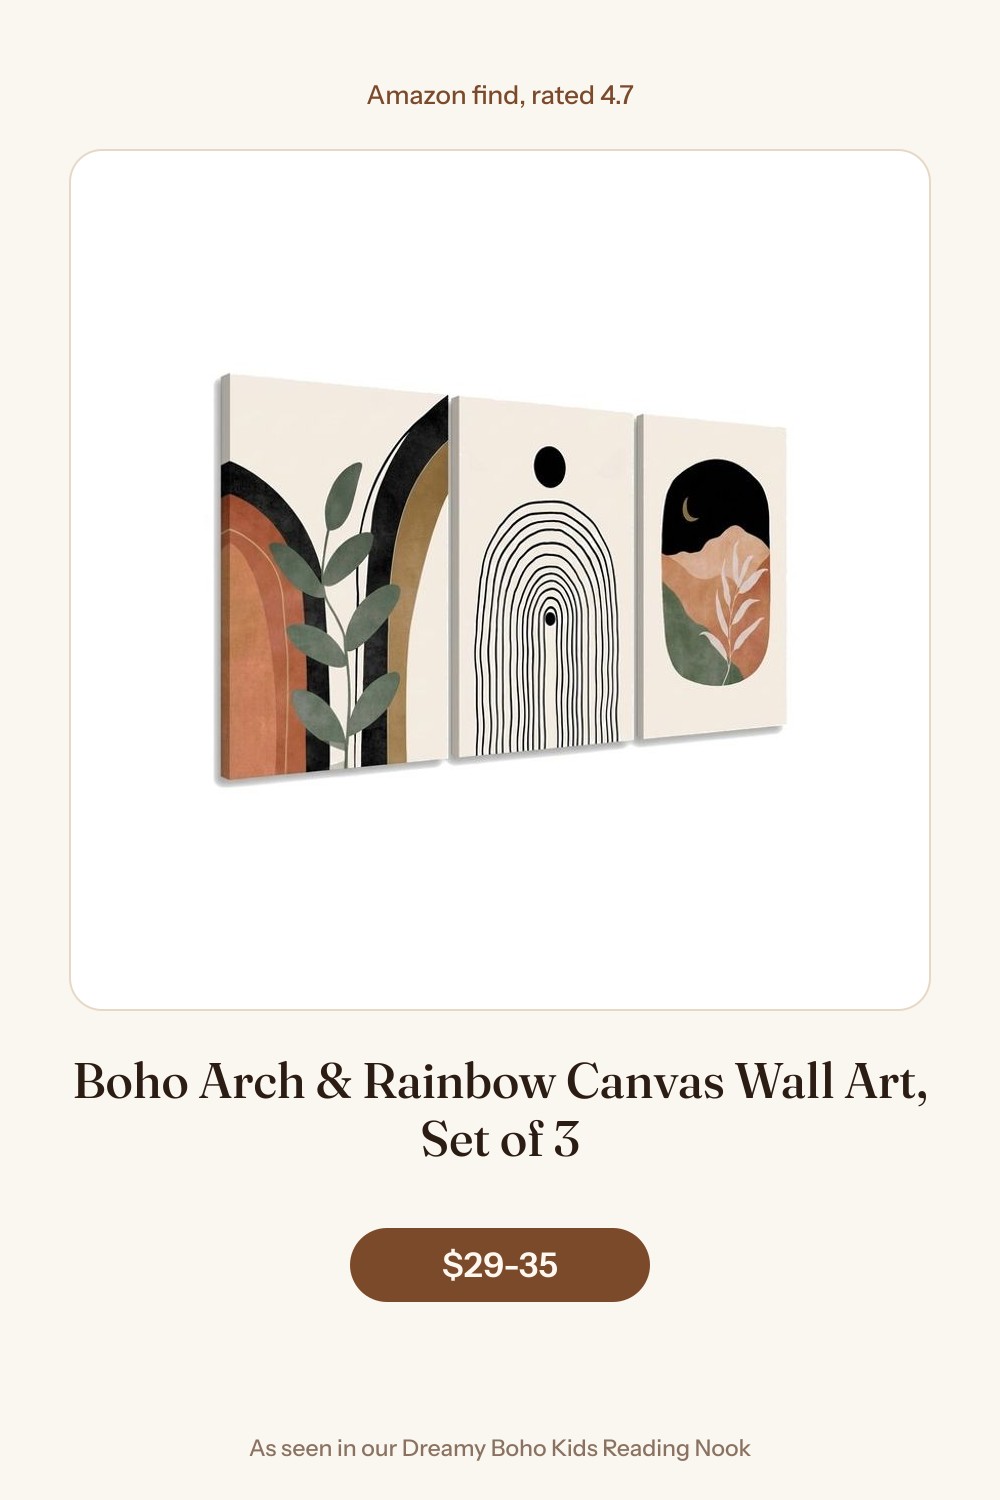 Amazon find, rated 4.7
Boho Arch & Rainbow Canvas Wall Art,
Set of 3
$29-35
As seen in our Dreamy Boho Kids Reading Nook